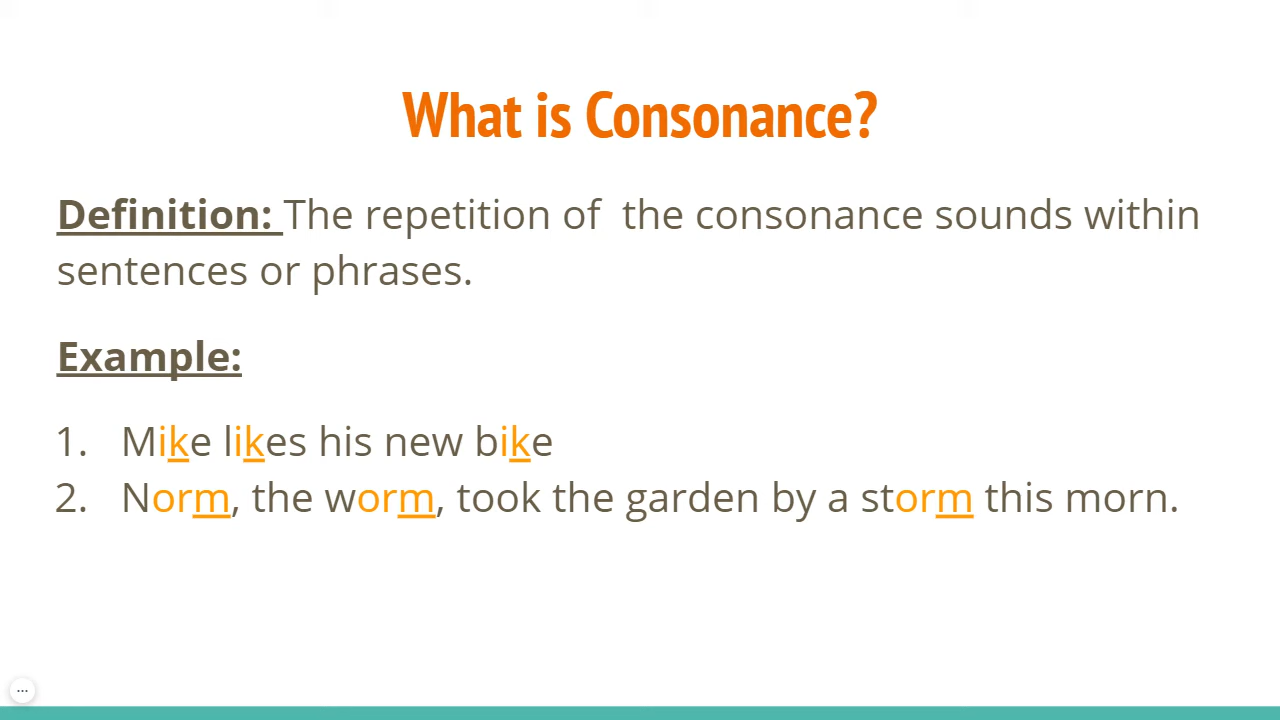 What is Consonance?
Definition: The repetition of  the consonance sounds within
sentences or phrases.
Example:
1. Mike likes his new bike
2. Norm, the worm, took the garden by a storm this morn.